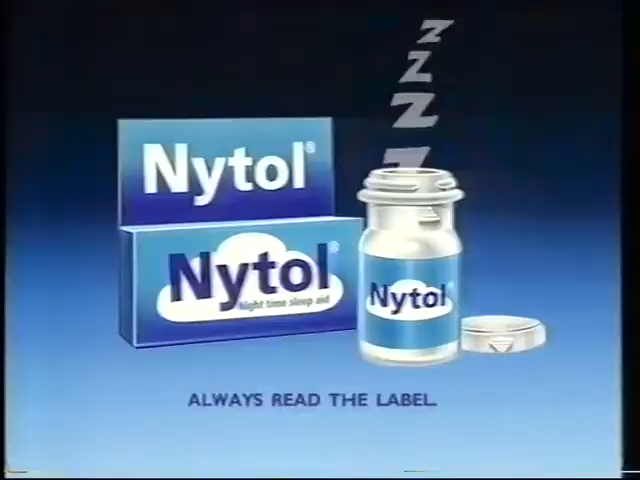 Z
Z
Z
Z
Nytol®
Nytol®
Night time sleep aid
Nytol
ALWAYS READ THE LABEL.